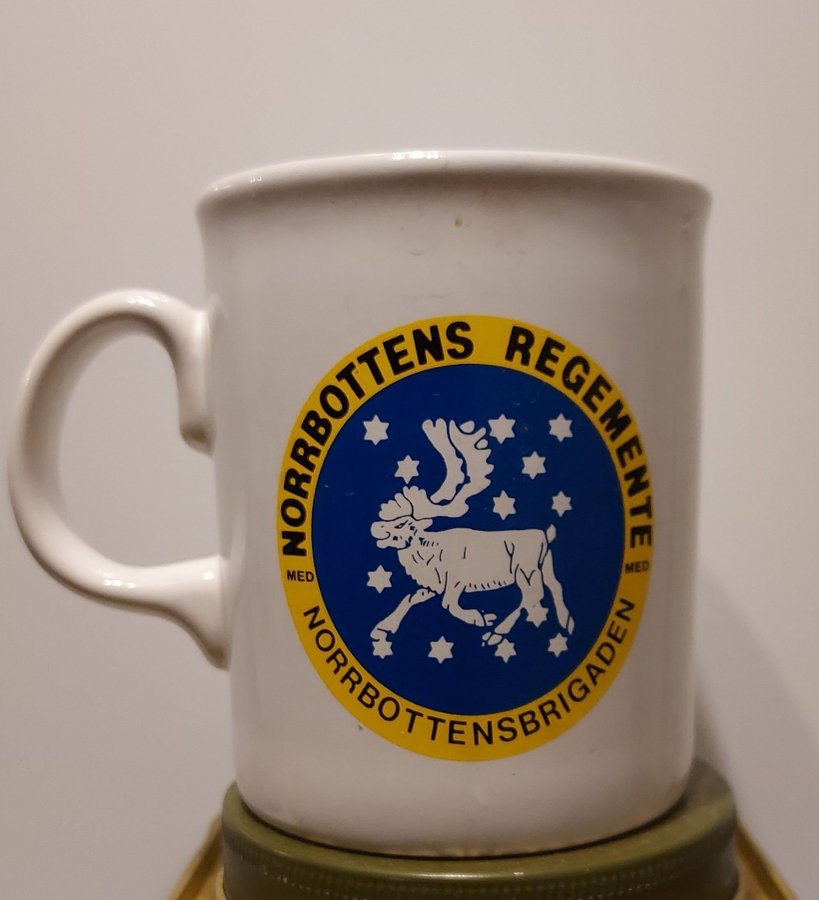 NORRBOTTENS REGEMENTE
MED MED
NORRBOTTENSBRIGADEN